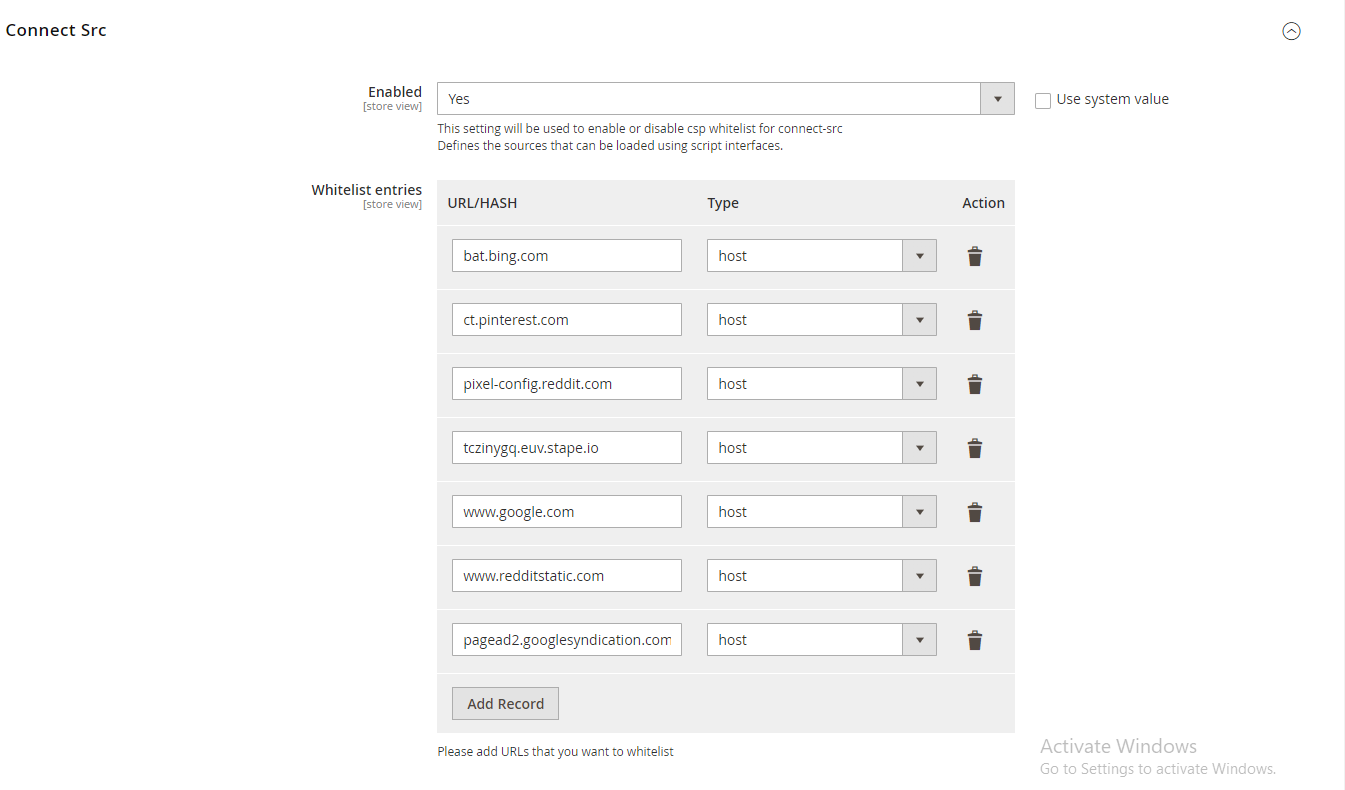 Connect Src
Enabled
[store view]
Yes
Use system value
This setting will be used to enable or disable csp whitelist for connect-src
Defines the sources that can be loaded using script interfaces.
Whitelist entries
[store view]
URL/HASH Type Action
bat.bing.com host
ct.pinterest.com host
pixel-config.reddit.com host
tczinygq.euv.stape.io host
www.google.com host
www.redditstatic.com host
pagead2.googlesyndication.com host
Add Record
Please add URLs that you want to whitelist
Activate Windows
Go to Settings to activate Windows.